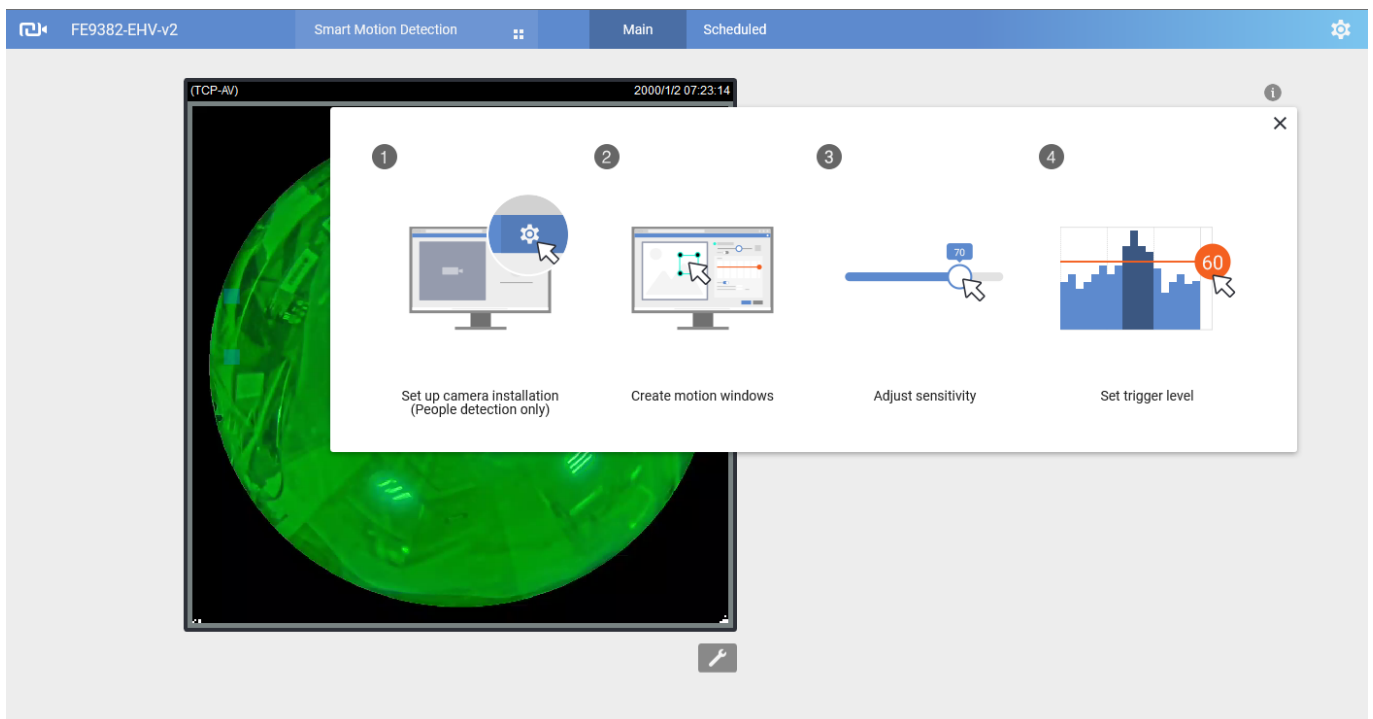 FE9382-EHV-v2
Smart Motion Detection
Main
Scheduled
(TCP-AV)
2000/1/2 07:23:14
1
2
3
4
70
60
Set up camera installation
(People detection only)
Create motion windows
Adjust sensitivity
Set trigger level